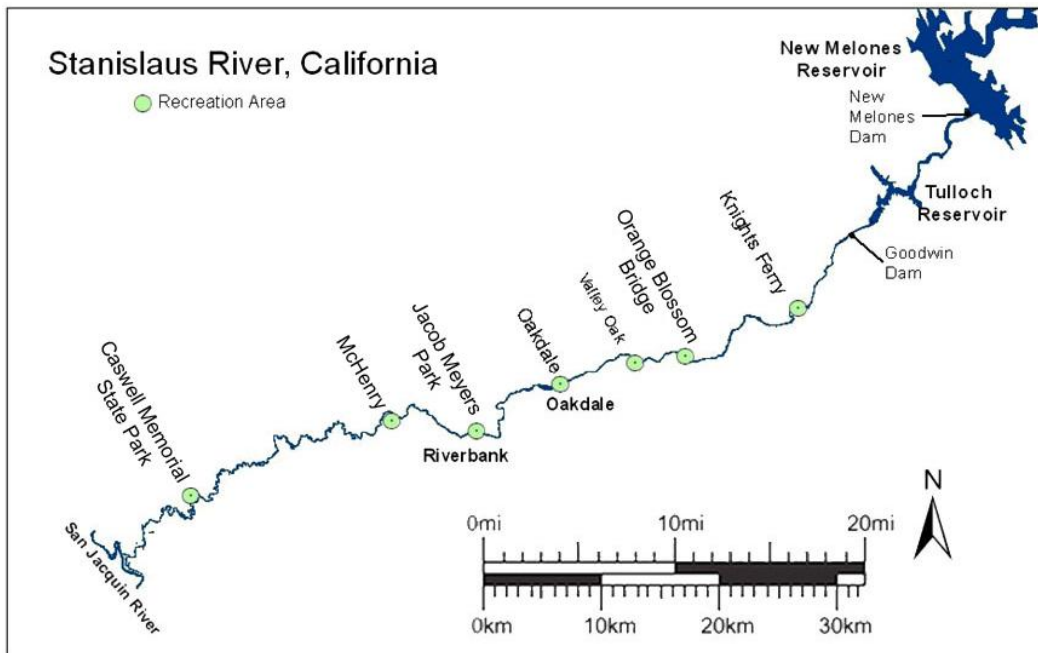 Stanislaus River, California
Recreation Area
New Melones
Reservoir
New
Melones
Dam
Tulloch
Reservoir
Goodwin
Dam
Knights Ferry
Orange Blossom
Bridge
Valley Oak
Oakdale
Oakdale
Jacob Meyers
Park
Riverbank
McHenry
Caswell Memorial
State Park
San Jacquin River
N
0mi 10mi 20mi
0km 10km 20km 30km